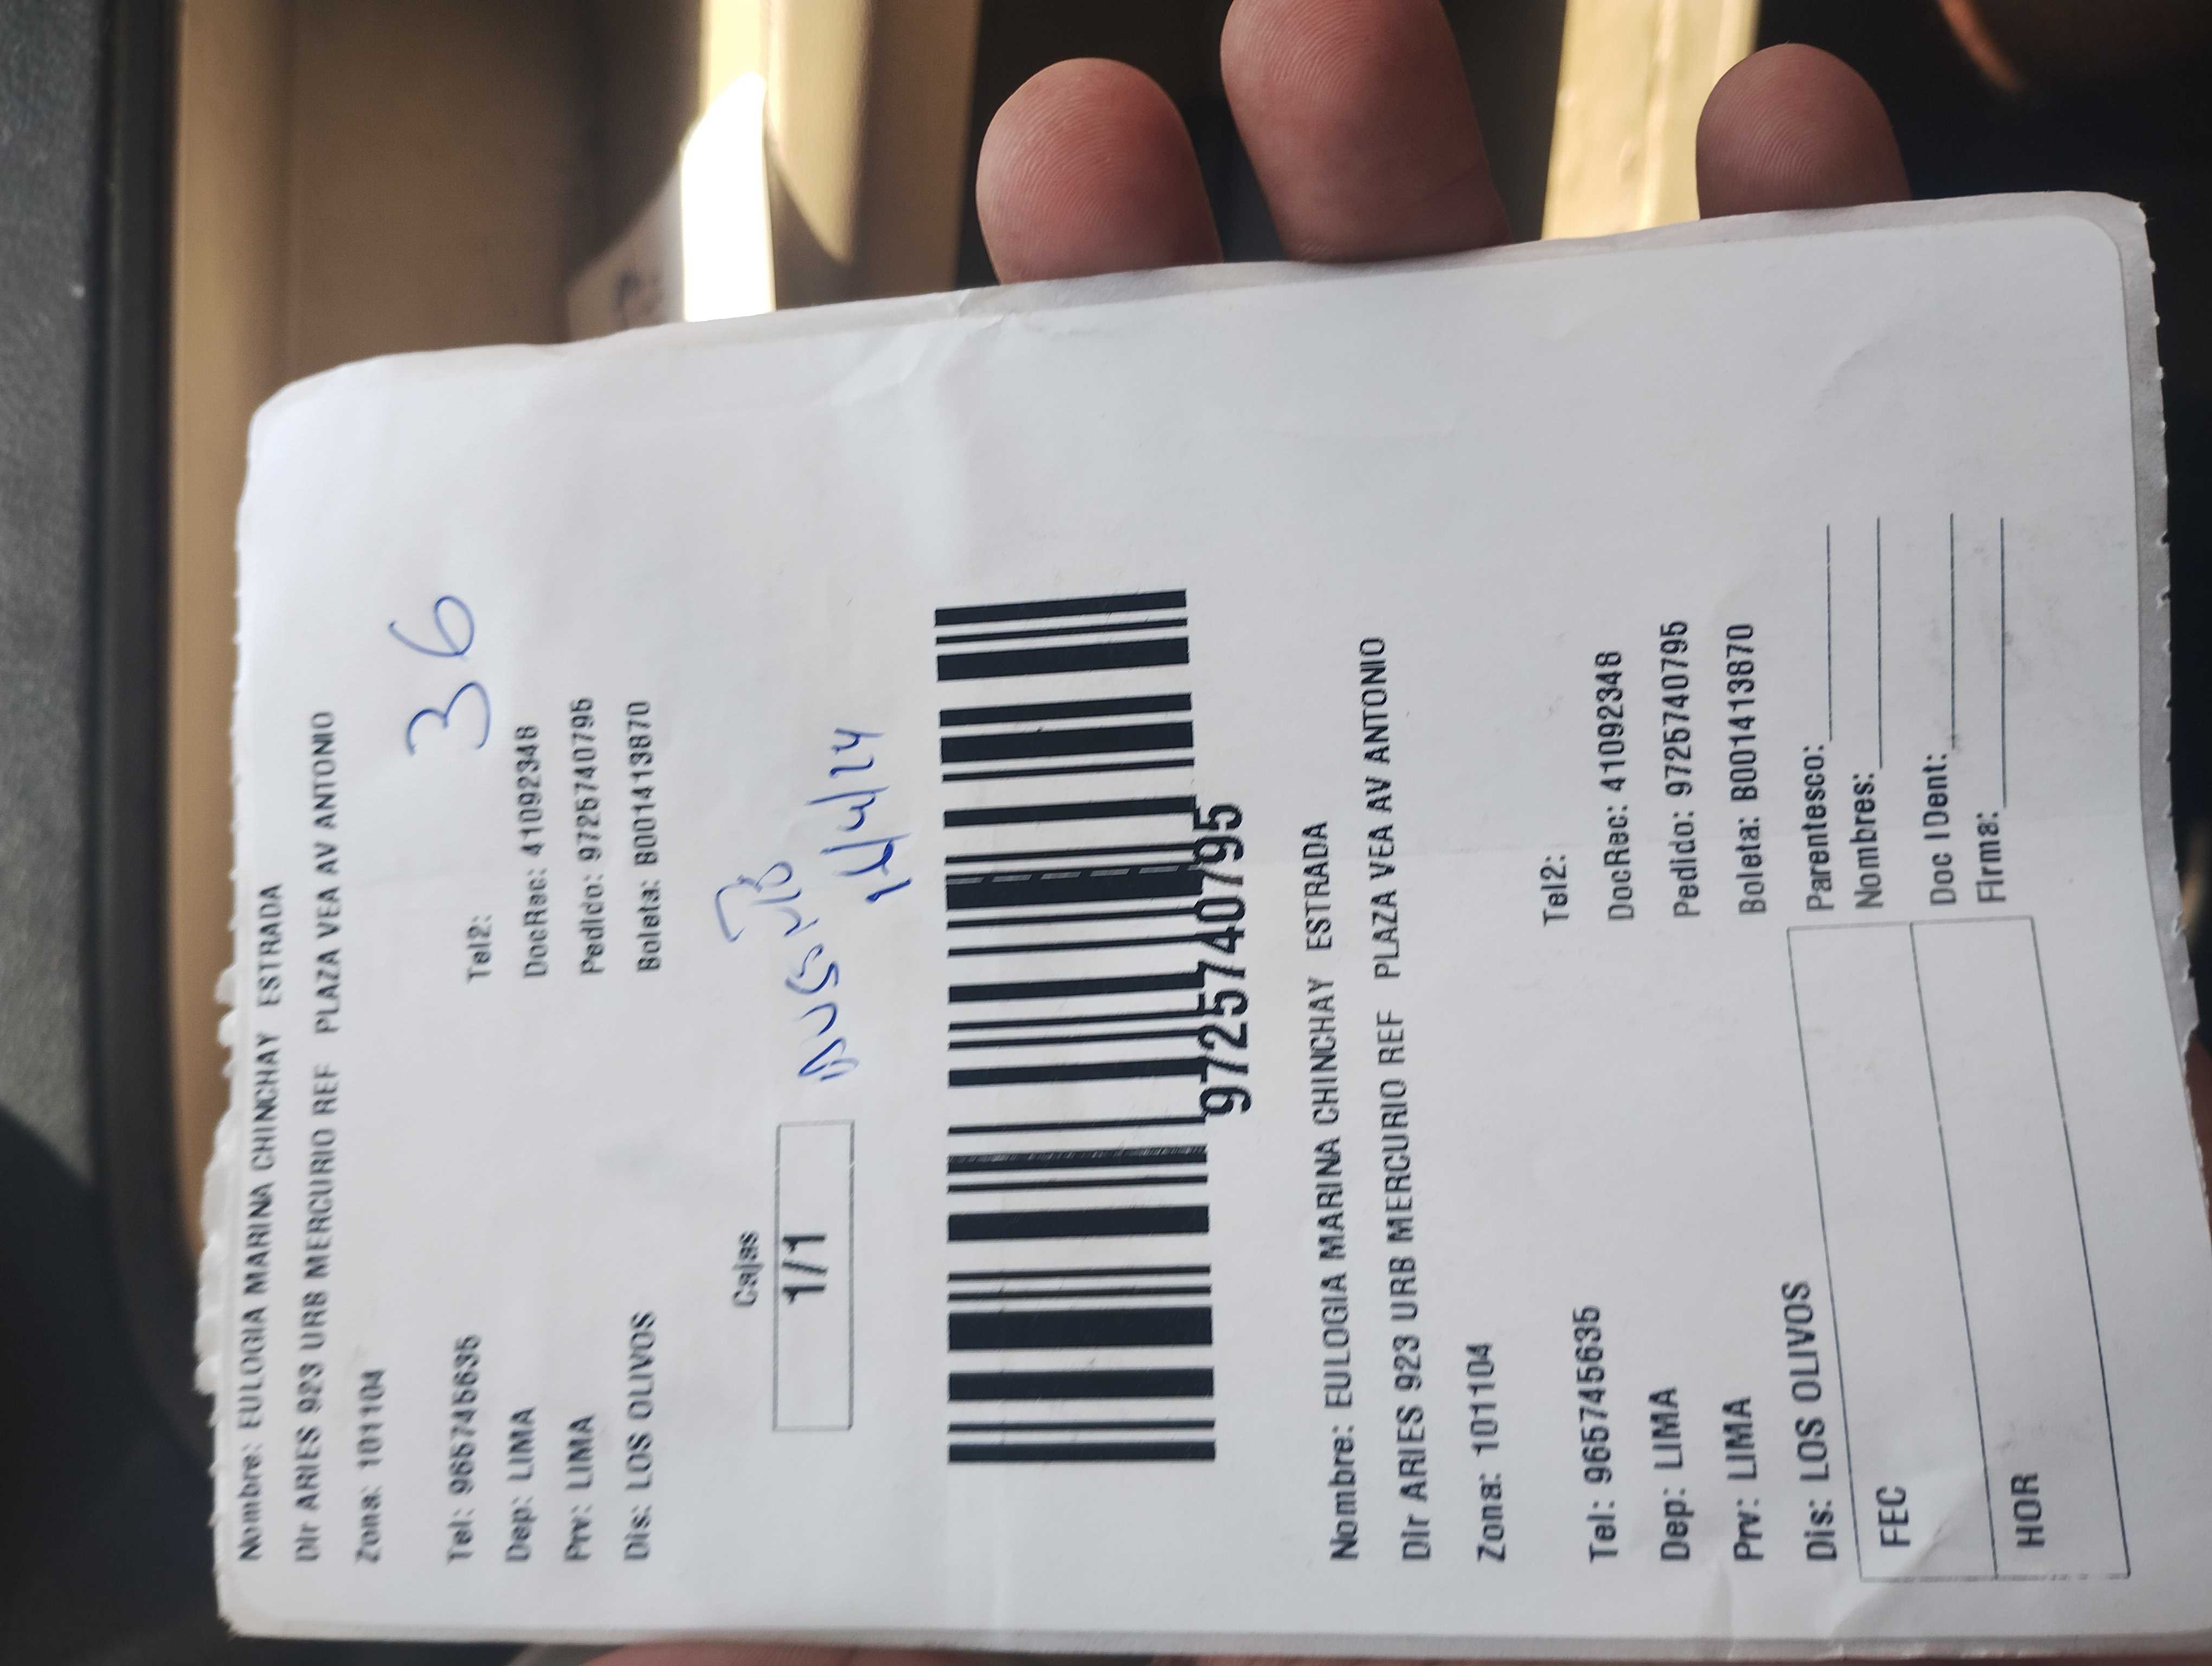 Nombre: EULOGIA MARINA CHINCHAY ESTRADA
Dir ARIES 923 URB MERCURIO REF PLAZA VEA AV ANTONIO
Zona: 101104
36
Tel: 965745635 Tel2:
Dep: LIMA DocRec: 41092348
Prv: LIMA Pedido: 9725740795
Dis: LOS OLIVOS Boleta: B001413870
Cajas
1/1
9725740795
Nombre: EULOGIA MARINA CHINCHAY ESTRADA
Dir ARIES 923 URB MERCURIO REF PLAZA VEA AV ANTONIO
Zona: 101104
Tel: 965745635 Tel2:
Dep: LIMA DocRec: 41092348
Prv: LIMA Pedido: 9725740795
Dis: LOS OLIVOS Boleta: B001413870
FEC Parentesco:
Nombres:
HOR Doc IDent:
Firma: